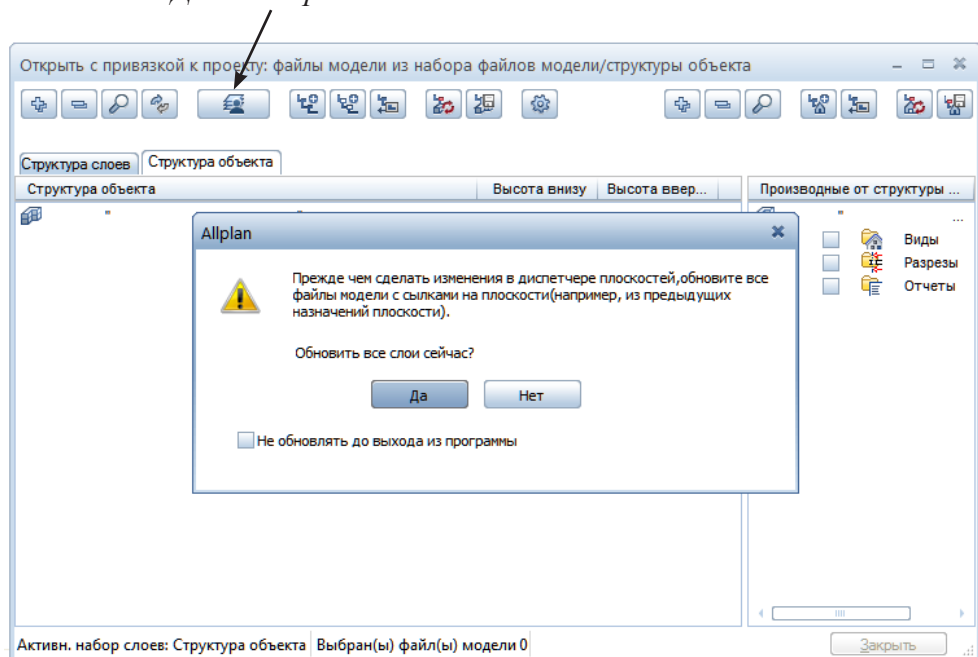 Открыть с привязкой к проекту: файлы модели из набора файлов модели/структуры объекта
Структура слоев Структура объекта
Структура объекта Высота внизу Высота ввер... Производные от структуры ...
...
Виды
Разрезы
Отчеты
Allplan
Прежде чем сделать изменения в диспетчере плоскостей,обновите все
файлы модели с сылками на плоскости(например, из предыдущих
назначений плоскости).
Обновить все слои сейчас?
Да Нет
Не обновлять до выхода из программы
Активн. набор слоев: Структура объекта Выбран(ы) файл(ы) модели 0 Закрыть